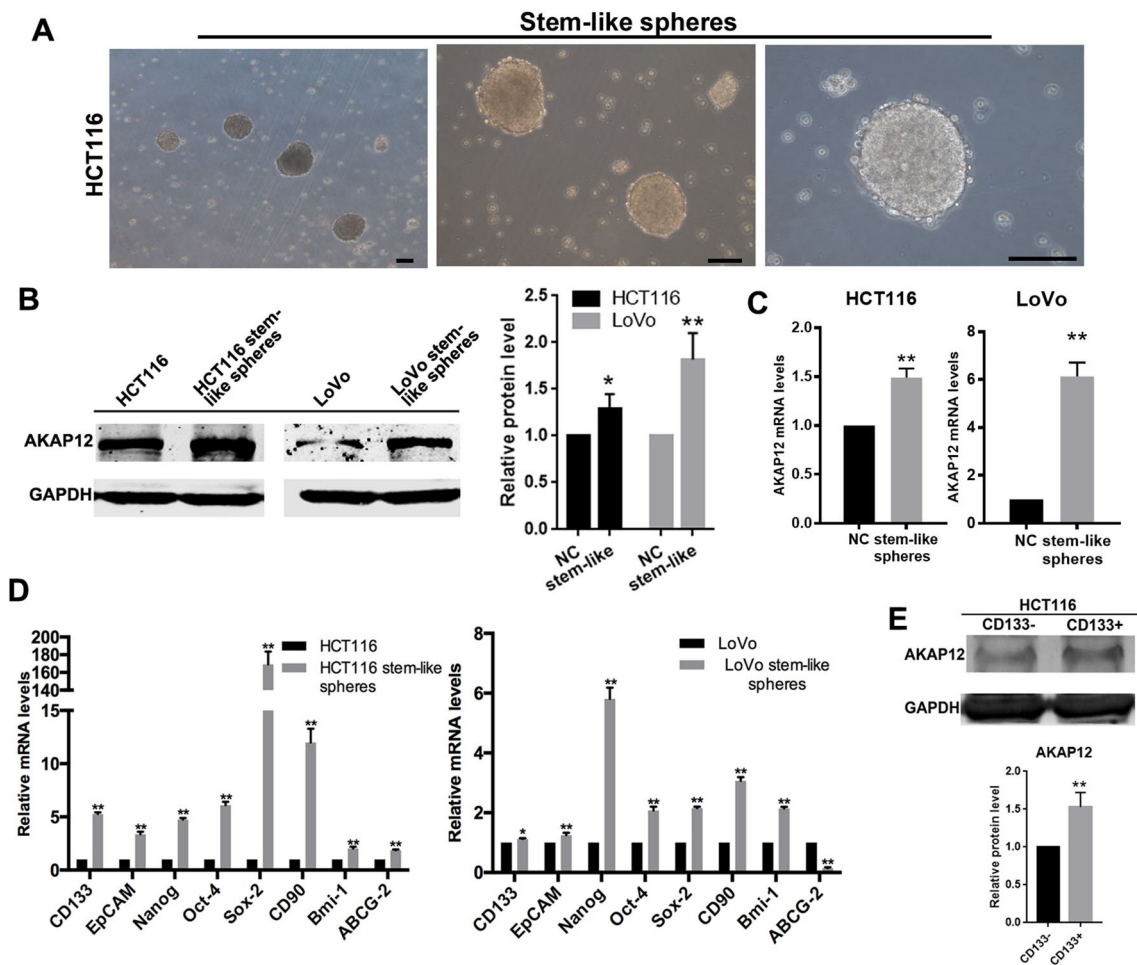 A
Stem-like spheres
HCT116
B
HCT116
HCT116 stem-
like spheres
LoVo
LoVo stem-
like spheres
AKAP12
GAPDH
Relative protein level
2.5
2.0
1.5
1.0
0.5
0.0
HCT116
LoVo
*
**
NC
stem-like
NC
stem-like
C
HCT116
AKAP12 mRNA levels
2.0
1.5
1.0
0.5
0.0
**
NC stem-like
spheres
LoVo
AKAP12 mRNA levels
8
6
4
2
0
**
NC stem-like
spheres
D
Relative mRNA levels
200
190
180
170
160
150
140
15
10
5
0
HCT116
HCT116 stem-like
spheres
** ** ** ** ** ** ** **
CD133
EpCAM
Nanog
Oct-4
Sox-2
CD90
Bmi-1
ABCG-2
Relative mRNA levels
8
6
4
2
0
LoVo
LoVo stem-like
spheres
* ** ** ** ** ** ** **
CD133
EpCAM
Nanog
Oct-4
Sox-2
CD90
Bmi-1
ABCG-2
E
HCT116
CD133- CD133+
AKAP12
GAPDH
AKAP12
Relative protein level
2.0
1.5
1.0
0.5
0.0
**
CD133-
CD133+